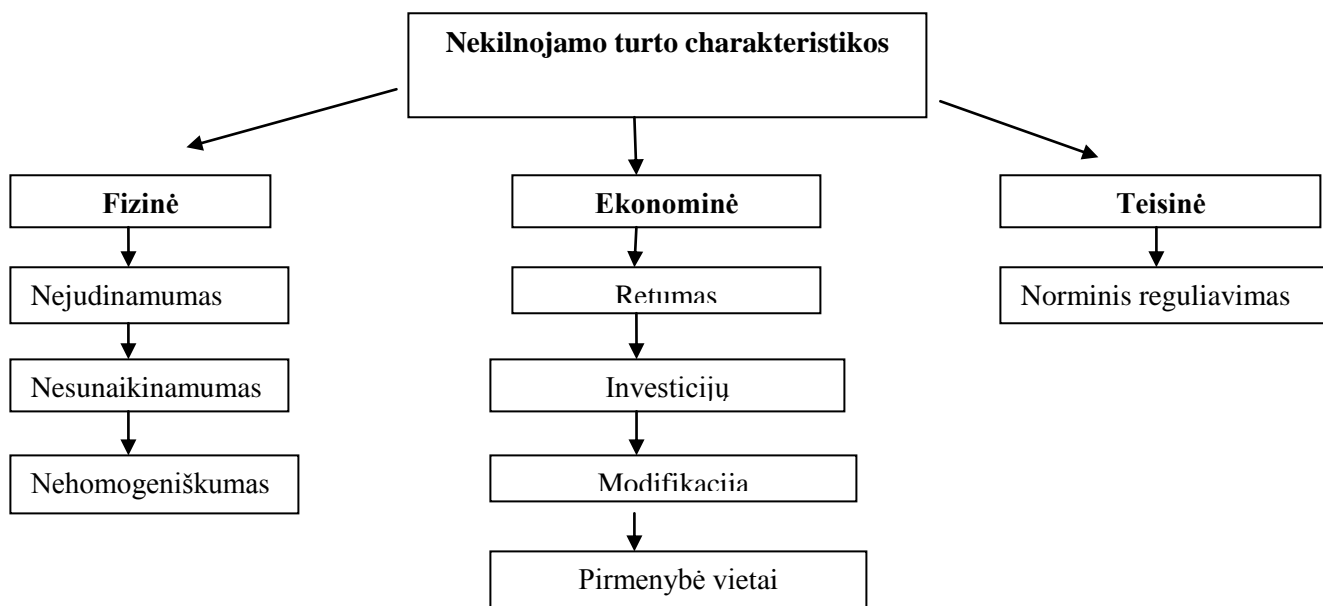 Nekilnojamo turto charakteristikos
Fizinė
Ekonominė
Teisinė
Nejudinamumas
Retumas
Norminis reguliavimas
Nesunaikinamumas
Investicijų
Nehomogeniškumas
Modifikacija
Pirmenybė vietai